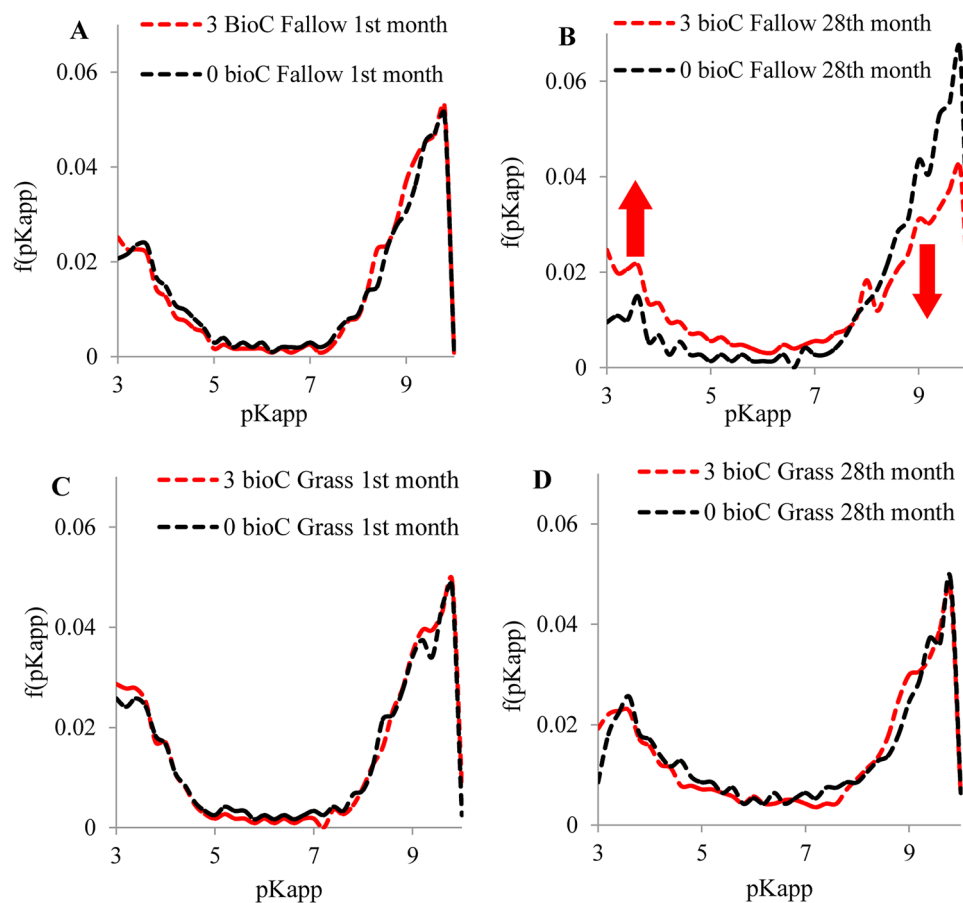 A
3 BioC Fallow 1st month
0 bioC Fallow 1st month
0.06
0.04
0.02
0
f(pKapp)
3 5 7 9
pKapp
B
3 bioC Fallow 28th month
0 bioC Fallow 28th month
0.06
0.04
0.02
0
f(pKapp)
3 5 7 9
pKapp
C
3 bioC Grass 1st month
0 bioC Grass 1st month
0.06
0.04
0.02
0
f(pKapp)
3 5 7 9
pKapp
D
3 bioC Grass 28th month
0 bioC Grass 28th month
0.06
0.04
0.02
0
f(pKapp)
3 5 7 9
pKapp